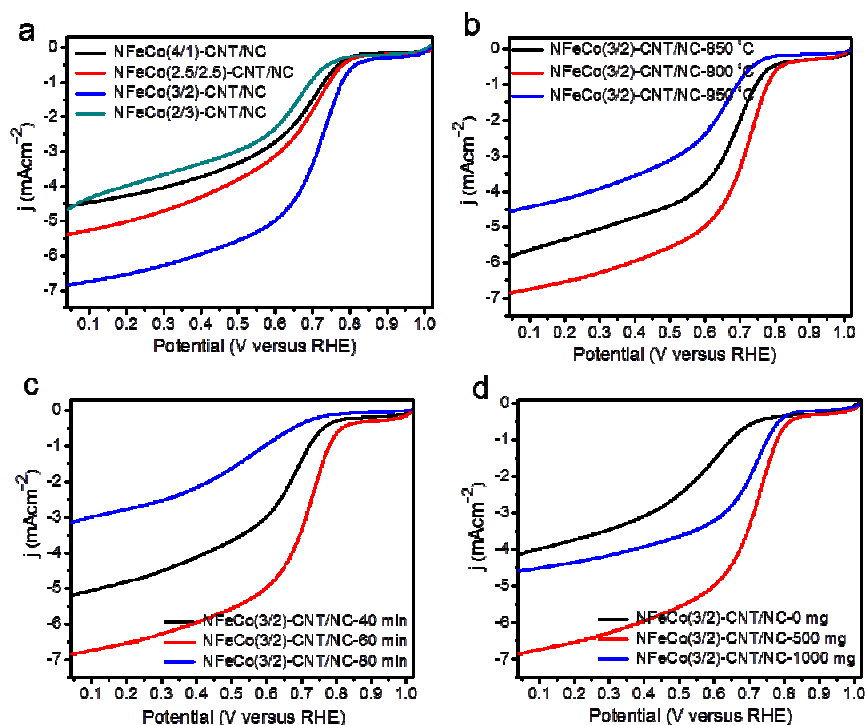 a
NFeCo(4/1)-CNT/NC
NFeCo(2.5/2.5)-CNT/NC
NFeCo(3/2)-CNT/NC
NFeCo(2/3)-CNT/NC
0
-1
-2
-3
-4
-5
-6
-7
j (mAcm⁻²)
0.1 0.2 0.3 0.4 0.5 0.6 0.7 0.8 0.9 1.0
Potential (V versus RHE)
b
NFeCo(3/2)-CNT/NC-850 °C
NFeCo(3/2)-CNT/NC-900 °C
NFeCo(3/2)-CNT/NC-950 °C
0
-1
-2
-3
-4
-5
-6
-7
j (mAcm⁻²)
0.1 0.2 0.3 0.4 0.5 0.6 0.7 0.8 0.9 1.0
Potential (V versus RHE)
c
0
-1
-2
-3
-4
-5
-6
-7
j (mAcm⁻²)
NFeCo(3/2)-CNT/NC-40 min
NFeCo(3/2)-CNT/NC-60 min
NFeCo(3/2)-CNT/NC-80 min
0.1 0.2 0.3 0.4 0.5 0.6 0.7 0.8 0.9 1.0
Potential (V versus RHE)
d
0
-1
-2
-3
-4
-5
-6
-7
j (mAcm⁻²)
NFeCo(3/2)-CNT/NC-0 mg
NFeCo(3/2)-CNT/NC-500 mg
NFeCo(3/2)-CNT/NC-1000 mg
0.1 0.2 0.3 0.4 0.5 0.6 0.7 0.8 0.9 1.0
Potential (V versus RHE)